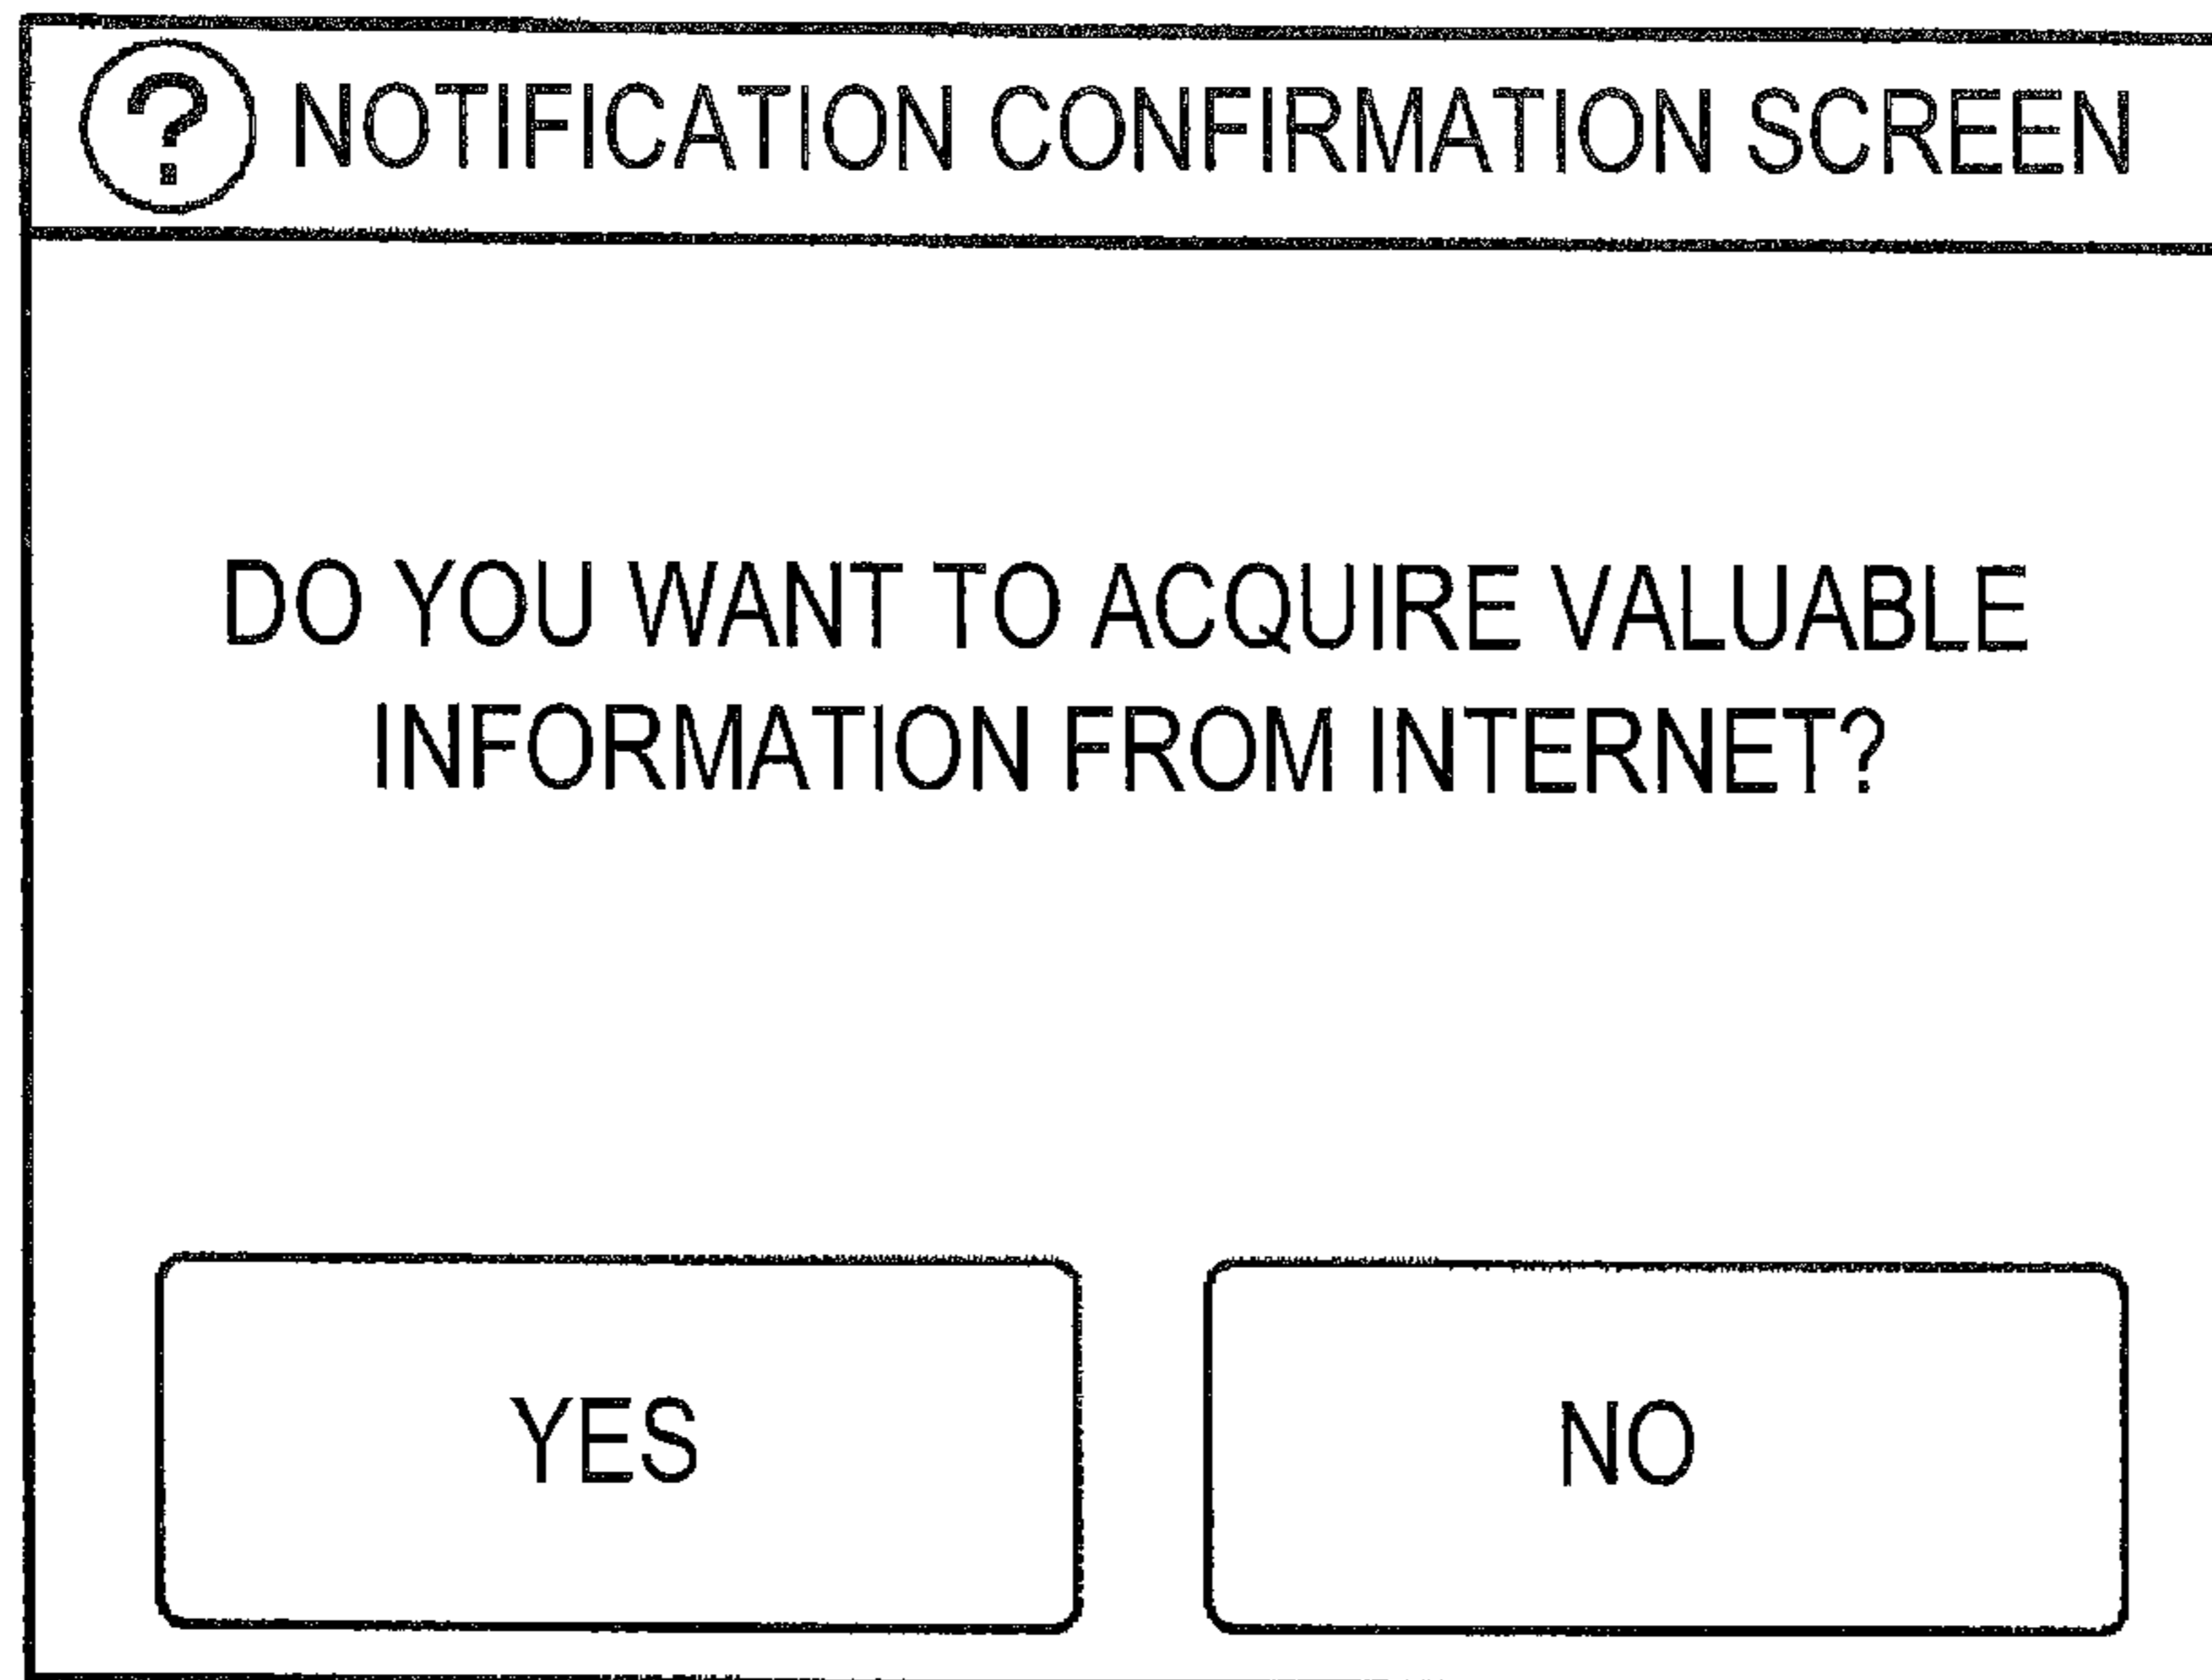 ? NOTIFICATION CONFIRMATION SCREEN
DO YOU WANT TO ACQUIRE VALUABLE
INFORMATION FROM INTERNET?
YES
NO